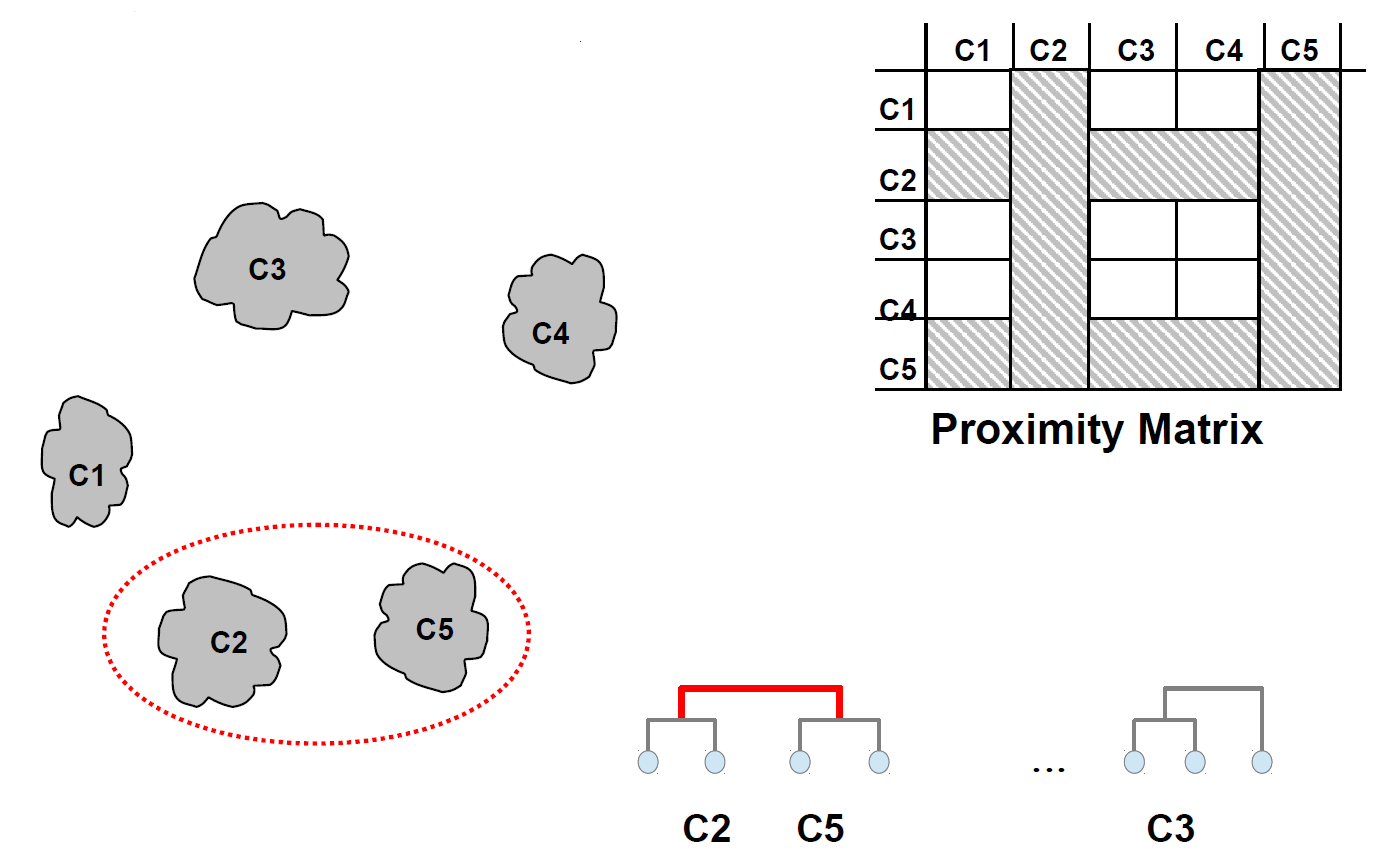 C1 C2 C3 C4 C5
C1
C2
C3
C4
C5
Proximity Matrix
C3
C4
C1
C2
C5
...
C2 C5 C3